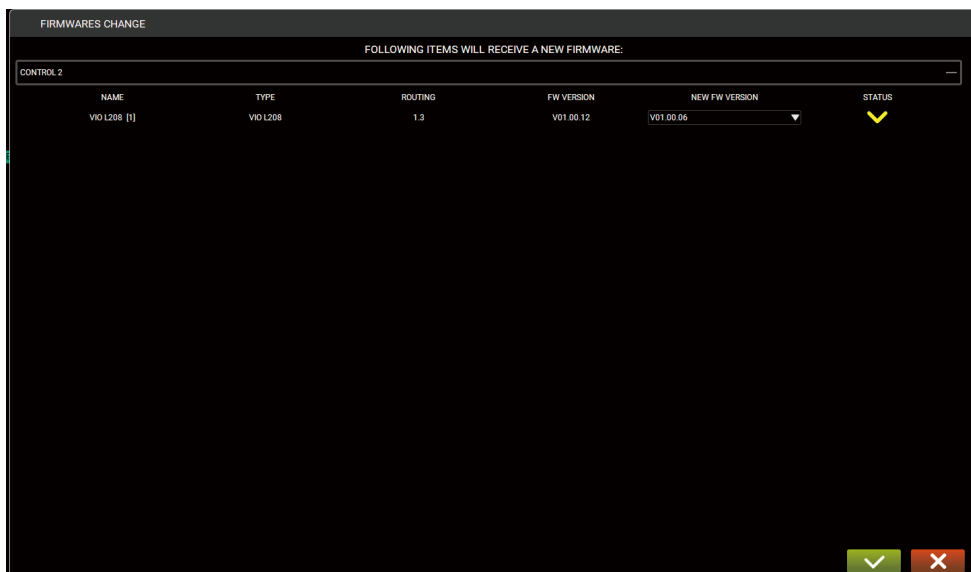 FIRMWARES CHANGE
FOLLOWING ITEMS WILL RECEIVE A NEW FIRMWARE:
CONTROL 2
NAME TYPE ROUTING FW VERSION NEW FW VERSION STATUS
VIO L208 [1] VIO L208 1.3 V01.00.12 V01.00.06